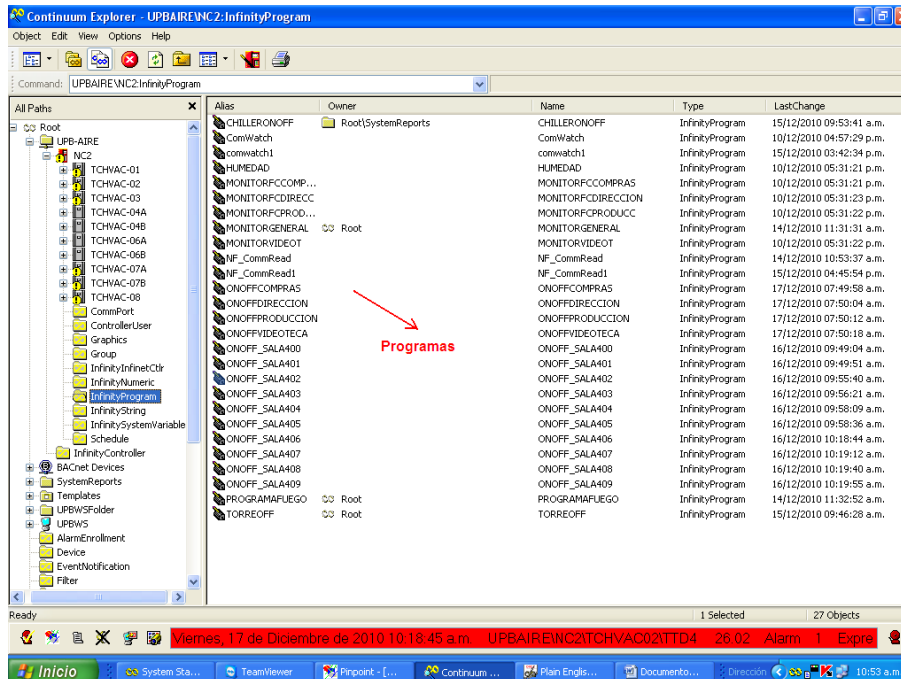 Continuum Explorer - UPBAIRE\NC2:InfinityProgram
Object Edit View Options Help
Command: UPBAIRE\NC2:InfinityProgram
All Paths
Root
UPB-AIRE
NC2
TCHVAC-01
TCHVAC-02
TCHVAC-03
TCHVAC-04A
TCHVAC-04B
TCHVAC-06A
TCHVAC-06B
TCHVAC-07A
TCHVAC-07B
TCHVAC-08
CommPort
ControllerUser
Graphics
Group
InfinityInfinetCtlr
InfinityNumeric
InfinityProgram
InfinityString
InfinitySystemVariable
Schedule
InfinityController
BACnet Devices
SystemReports
Templates
UPBWSFolder
UPBWS
AlarmEnrollment
Device
EventNotification
Filter
Alias Owner Name Type LastChange
CHILLERONOFF Root\SystemReports CHILLERONOFF InfinityProgram 15/12/2010 09:53:41 a.m.
ComWatch ComWatch InfinityProgram 10/12/2010 04:57:29 p.m.
comwatch1 comwatch1 InfinityProgram 15/12/2010 03:42:34 p.m.
HUMEDAD HUMEDAD InfinityProgram 10/12/2010 05:31:21 p.m.
MONITORFCCOMP... MONITORFCCOMPRAS InfinityProgram 10/12/2010 05:31:21 p.m.
MONITORFCDIRECC MONITORFCDIRECCION InfinityProgram 10/12/2010 05:31:23 p.m.
MONITORFCPROD... MONITORFCPRODUCC InfinityProgram 10/12/2010 05:31:22 p.m.
MONITORGENERAL Root MONITORGENERAL InfinityProgram 14/12/2010 11:31:31 a.m.
MONITORVIDEOT MONITORVIDEOT InfinityProgram 10/12/2010 05:31:22 p.m.
NF_CommRead NF_CommRead InfinityProgram 14/12/2010 10:53:37 a.m.
NF_CommRead1 NF_CommRead1 InfinityProgram 15/12/2010 04:45:54 p.m.
ONOFFCOMPRAS ONOFFCOMPRAS InfinityProgram 17/12/2010 07:49:58 a.m.
ONOFFDIRECCION ONOFFDIRECCION InfinityProgram 17/12/2010 07:50:04 a.m.
ONOFFPRODUCCION ONOFFPRODUCCION InfinityProgram 17/12/2010 07:50:12 a.m.
ONOFFVIDEOTECA ONOFFVIDEOTECA InfinityProgram 17/12/2010 07:50:18 a.m.
ONOFF_SALA400 ONOFF_SALA400 InfinityProgram 16/12/2010 09:49:04 a.m.
ONOFF_SALA401 ONOFF_SALA401 InfinityProgram 16/12/2010 09:49:51 a.m.
ONOFF_SALA402 ONOFF_SALA402 InfinityProgram 16/12/2010 09:55:40 a.m.
ONOFF_SALA403 ONOFF_SALA403 InfinityProgram 16/12/2010 09:56:21 a.m.
ONOFF_SALA404 ONOFF_SALA404 InfinityProgram 16/12/2010 09:58:09 a.m.
ONOFF_SALA405 ONOFF_SALA405 InfinityProgram 16/12/2010 09:58:36 a.m.
ONOFF_SALA406 ONOFF_SALA406 InfinityProgram 16/12/2010 10:18:44 a.m.
ONOFF_SALA407 ONOFF_SALA407 InfinityProgram 16/12/2010 10:19:12 a.m.
ONOFF_SALA408 ONOFF_SALA408 InfinityProgram 16/12/2010 10:19:40 a.m.
ONOFF_SALA409 ONOFF_SALA409 InfinityProgram 16/12/2010 10:19:55 a.m.
PROGRAMAFUEGO Root PROGRAMAFUEGO InfinityProgram 14/12/2010 11:32:52 a.m.
TORREOFF TORREOFF InfinityProgram 15/12/2010 09:46:28 a.m.
Programas
Ready 1 Selected 27 Objects
Viernes, 17 de Diciembre de 2010 10:18:45 a.m. UPBAIRE\NC2\TCHVAC02\TTD4 26.02 Alarm 1 Expre
Inicio System Sta... TeamViewer Pinpoint - [... Continuum ... Plain Englis... Documento... Dirección 10:53 a.m.